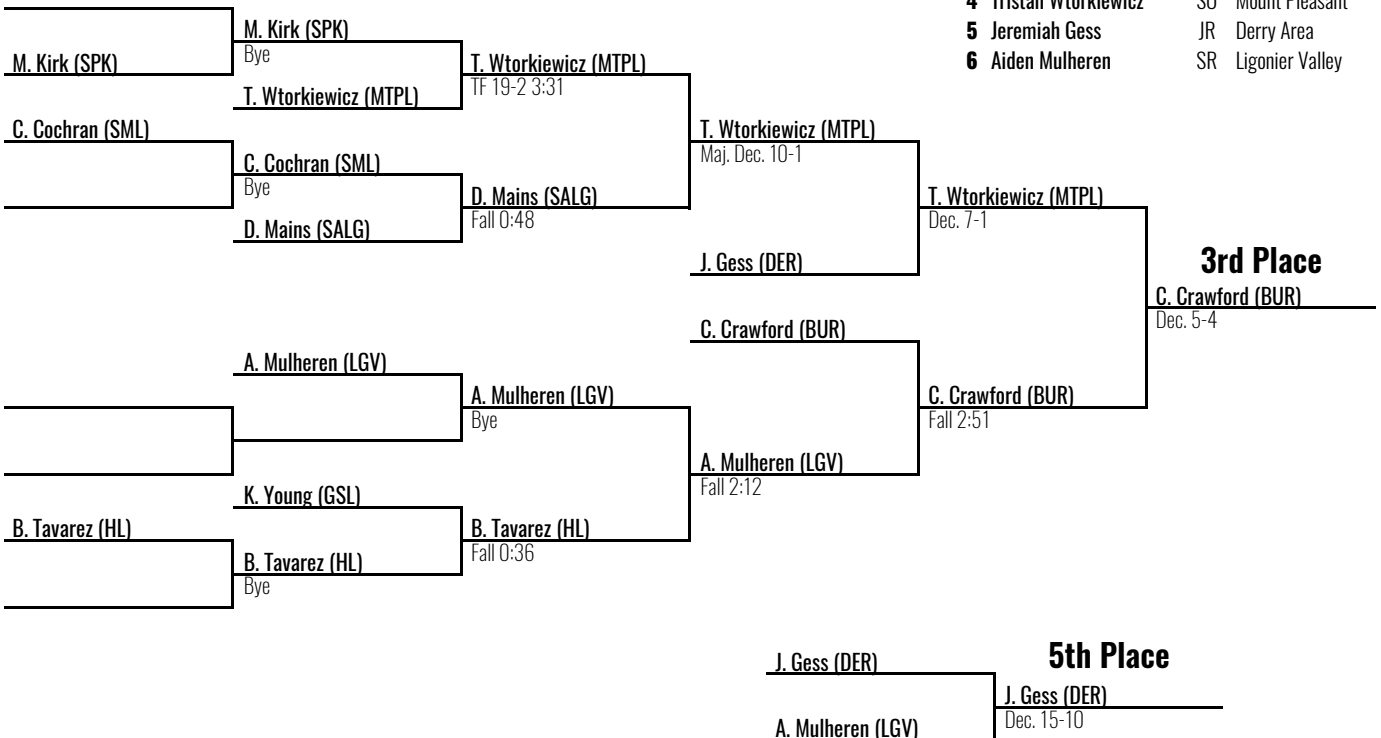 4 Tristan Wtorkiewicz SO Mount Pleasant
5 Jeremiah Gess JR Derry Area
6 Aiden Mulheren SR Ligonier Valley
M. Kirk (SPK)
M. Kirk (SPK)
Bye
T. Wtorkiewicz (MTPL)
T. Wtorkiewicz (MTPL)
TF 19-2 3:31
C. Cochran (SML)
C. Cochran (SML)
Bye
D. Mains (SALG)
D. Mains (SALG)
Fall 0:48
T. Wtorkiewicz (MTPL)
Maj. Dec. 10-1
J. Gess (DER)
T. Wtorkiewicz (MTPL)
Dec. 7-1
3rd Place
C. Crawford (BUR)
Dec. 5-4
C. Crawford (BUR)
C. Crawford (BUR)
Fall 2:51
A. Mulheren (LGV)
A. Mulheren (LGV)
Bye
A. Mulheren (LGV)
Fall 2:12
K. Young (GSL)
B. Tavarez (HL)
B. Tavarez (HL)
Bye
B. Tavarez (HL)
Fall 0:36
5th Place
J. Gess (DER)
J. Gess (DER)
Dec. 15-10
A. Mulheren (LGV)